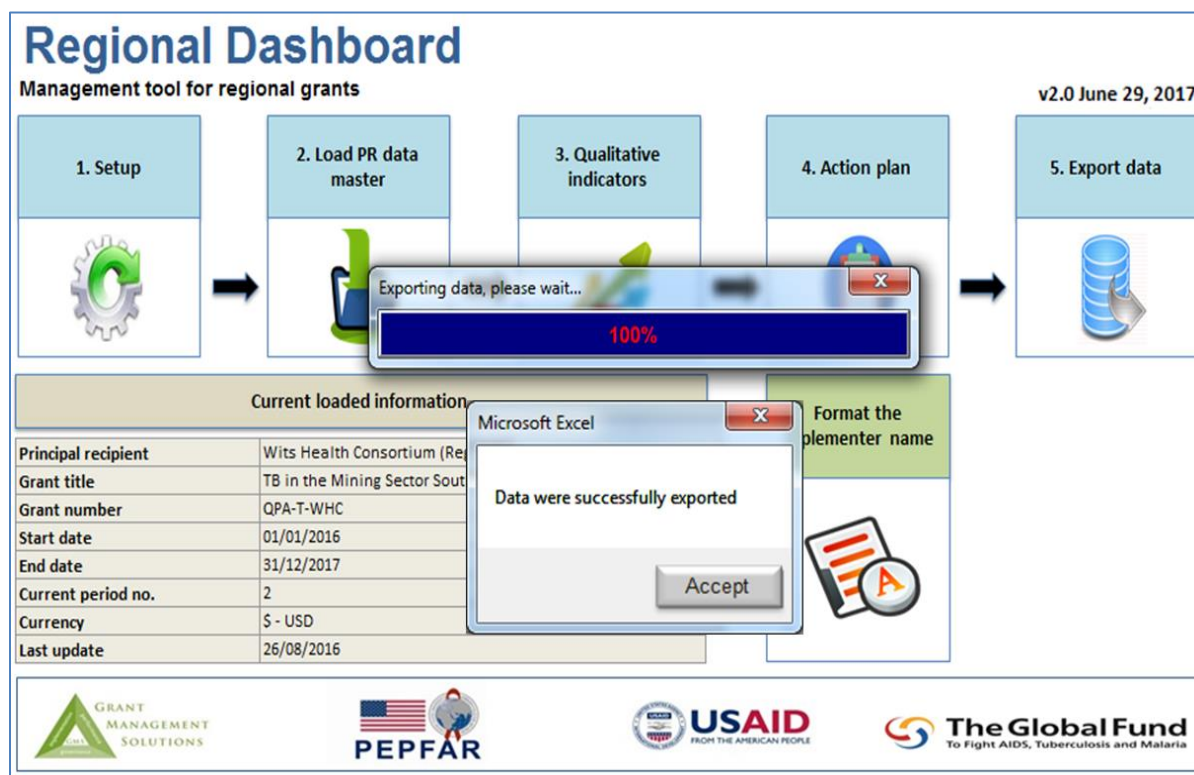 Regional Dashboard
Management tool for regional grants
v2.0 June 29, 2017
1. Setup
2. Load PR data
master
3. Qualitative
indicators
4. Action plan
5. Export data
Exporting data, please wait...
100%
Current loaded information
Principal recipient Wits Health Consortium
Grant title TB in the Mining Sector
Grant number QPA-T-WHC
Start date 01/01/2016
End date 31/12/2017
Current period no. 2
Currency $ - USD
Last update 26/08/2016
Microsoft Excel
Data were successfully exported
Accept
Format the
name
GRANT
MANAGEMENT
SOLUTIONS
PEPFAR
USAID
FROM THE AMERICAN PEOPLE
The Global Fund
To Fight AIDS, Tuberculosis and Malaria